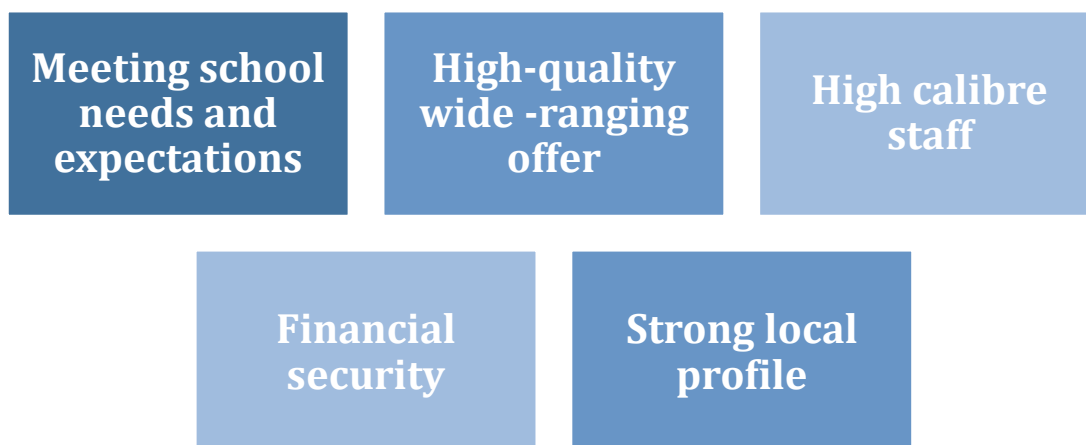 Meeting school
needs and
expectations
High-quality
wide -ranging
offer
High calibre
staff
Financial
security
Strong local
profile